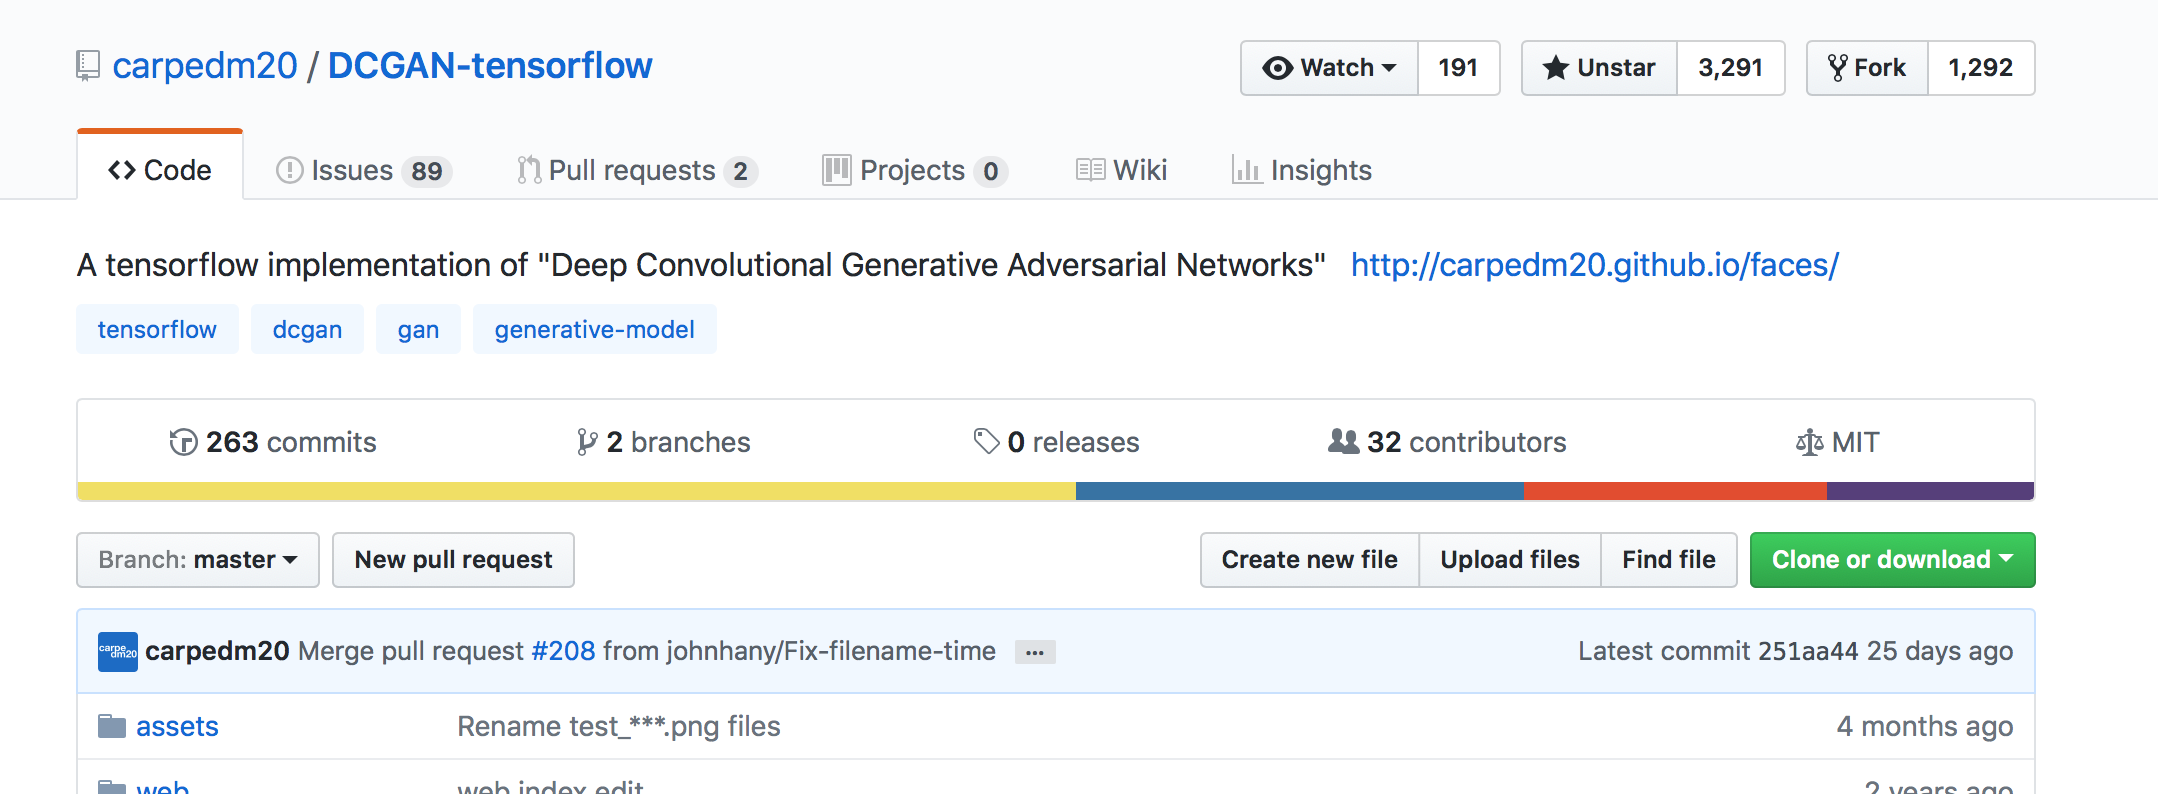 carpedm20 / DCGAN-tensorflow
Watch 191 Unstar 3,291 Fork 1,292
Code Issues 89 Pull requests 2 Projects 0 Wiki Insights
A tensorflow implementation of "Deep Convolutional Generative Adversarial Networks" http://carpedm20.github.io/faces/
tensorflow dcgan gan generative-model
263 commits 2 branches 0 releases 32 contributors MIT
Branch: master New pull request Create new file Upload files Find file Clone or download
carpe dm20 carpedm20 Merge pull request #208 from johnhany/Fix-filename-time ... Latest commit 251aa44 25 days ago
assets Rename test_***.png files 4 months ago
web web index edit 2 years ago